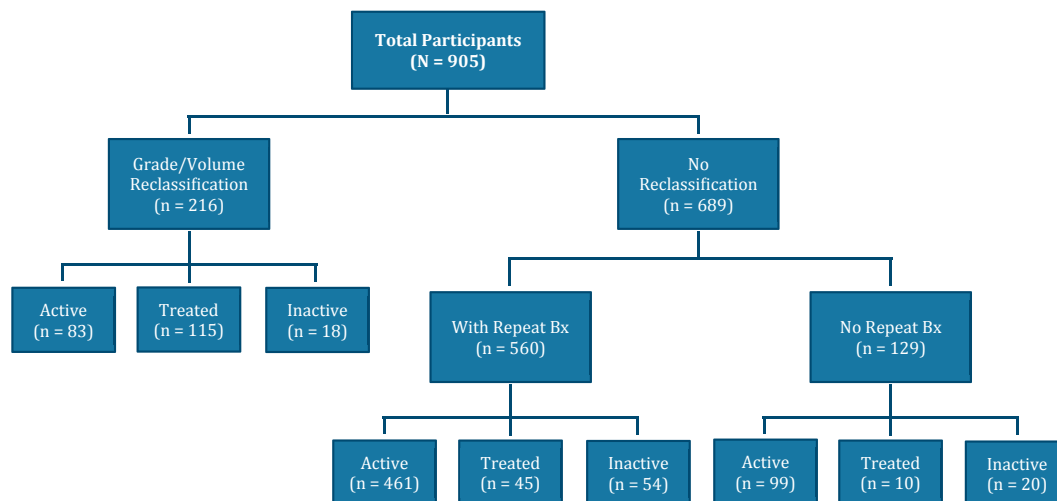 Total Participants
(N = 905)
Grade/Volume
Reclassification
(n = 216)
No
Reclassification
(n = 689)
Active
(n = 83)
Treated
(n = 115)
Inactive
(n = 18)
With Repeat Bx
(n = 560)
No Repeat Bx
(n = 129)
Active
(n = 461)
Treated
(n = 45)
Inactive
(n = 54)
Active
(n = 99)
Treated
(n = 10)
Inactive
(n = 20)